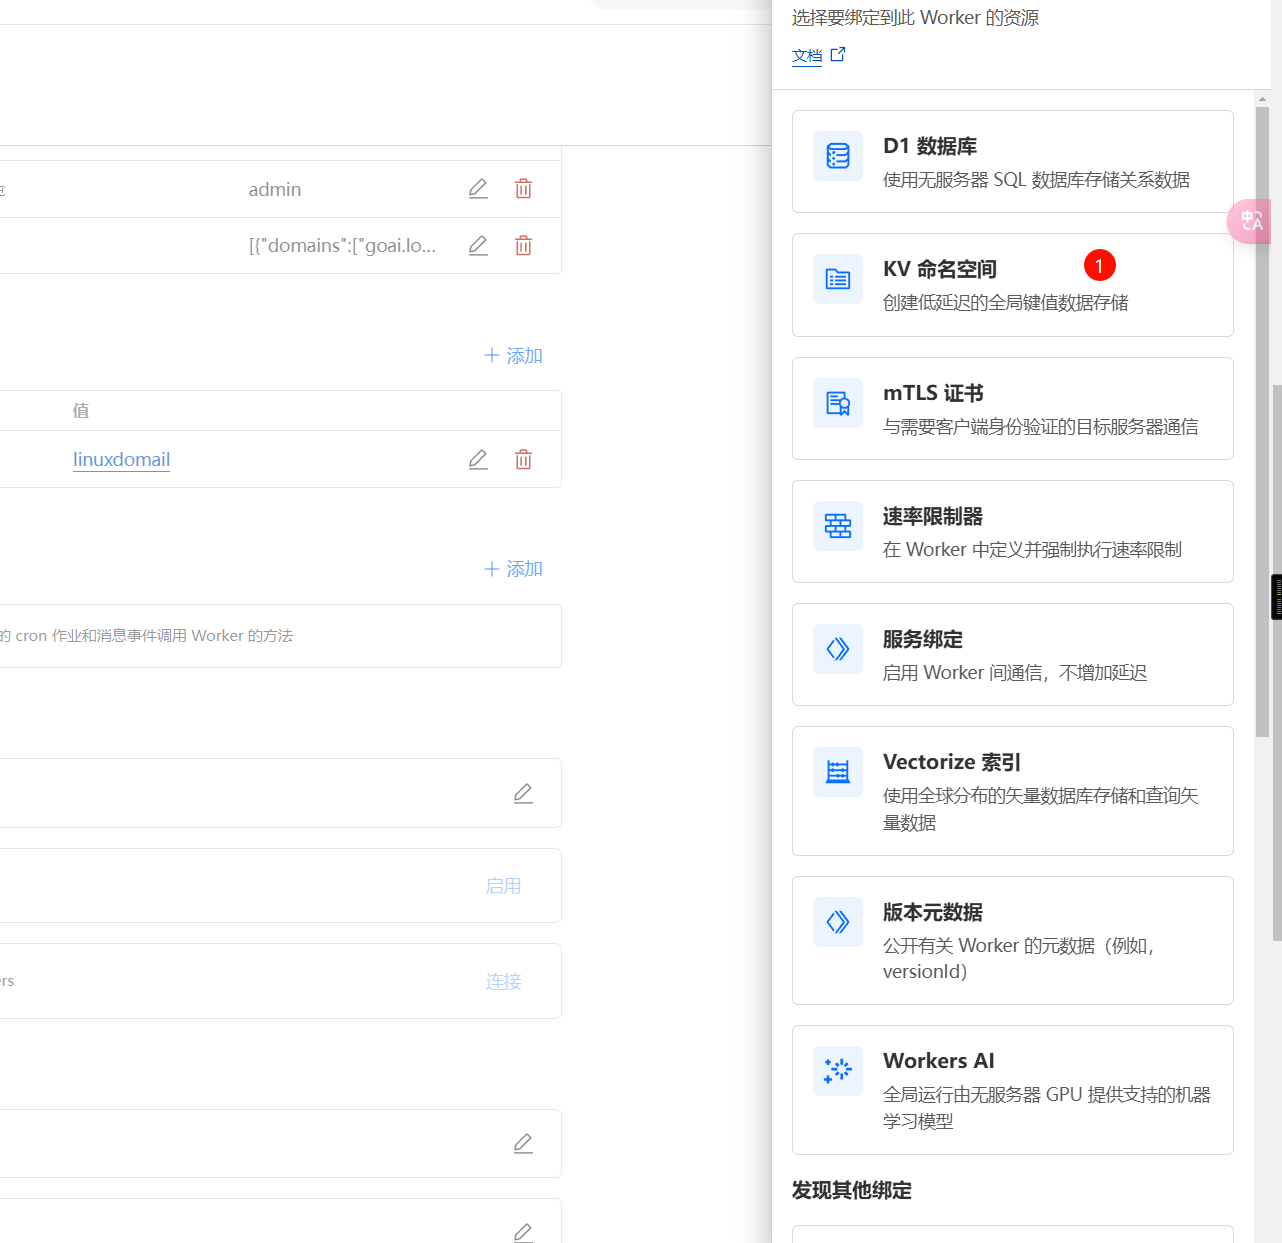 选择要绑定到此 Worker 的资源
文档
admin
[{"domains":["goai.lo...
添加
值
linuxdomail
添加
的 cron 作业和消息事件调用 Worker 的方法
启用
ers
连接
D1 数据库
使用无服务器 SQL 数据库存储关系数据
KV 命名空间
1
创建低延迟的全局键值数据存储
mTLS 证书
与需要客户端身份验证的目标服务器通信
速率限制器
在 Worker 中定义并强制执行速率限制
服务绑定
启用 Worker 间通信，不增加延迟
Vectorize 索引
使用全球分布的矢量数据库存储和查询矢
量数据
版本元数据
公开有关 Worker 的元数据（例如，
versionId）
Workers AI
全局运行由无服务器 GPU 提供支持的机器
学习模型
发现其他绑定